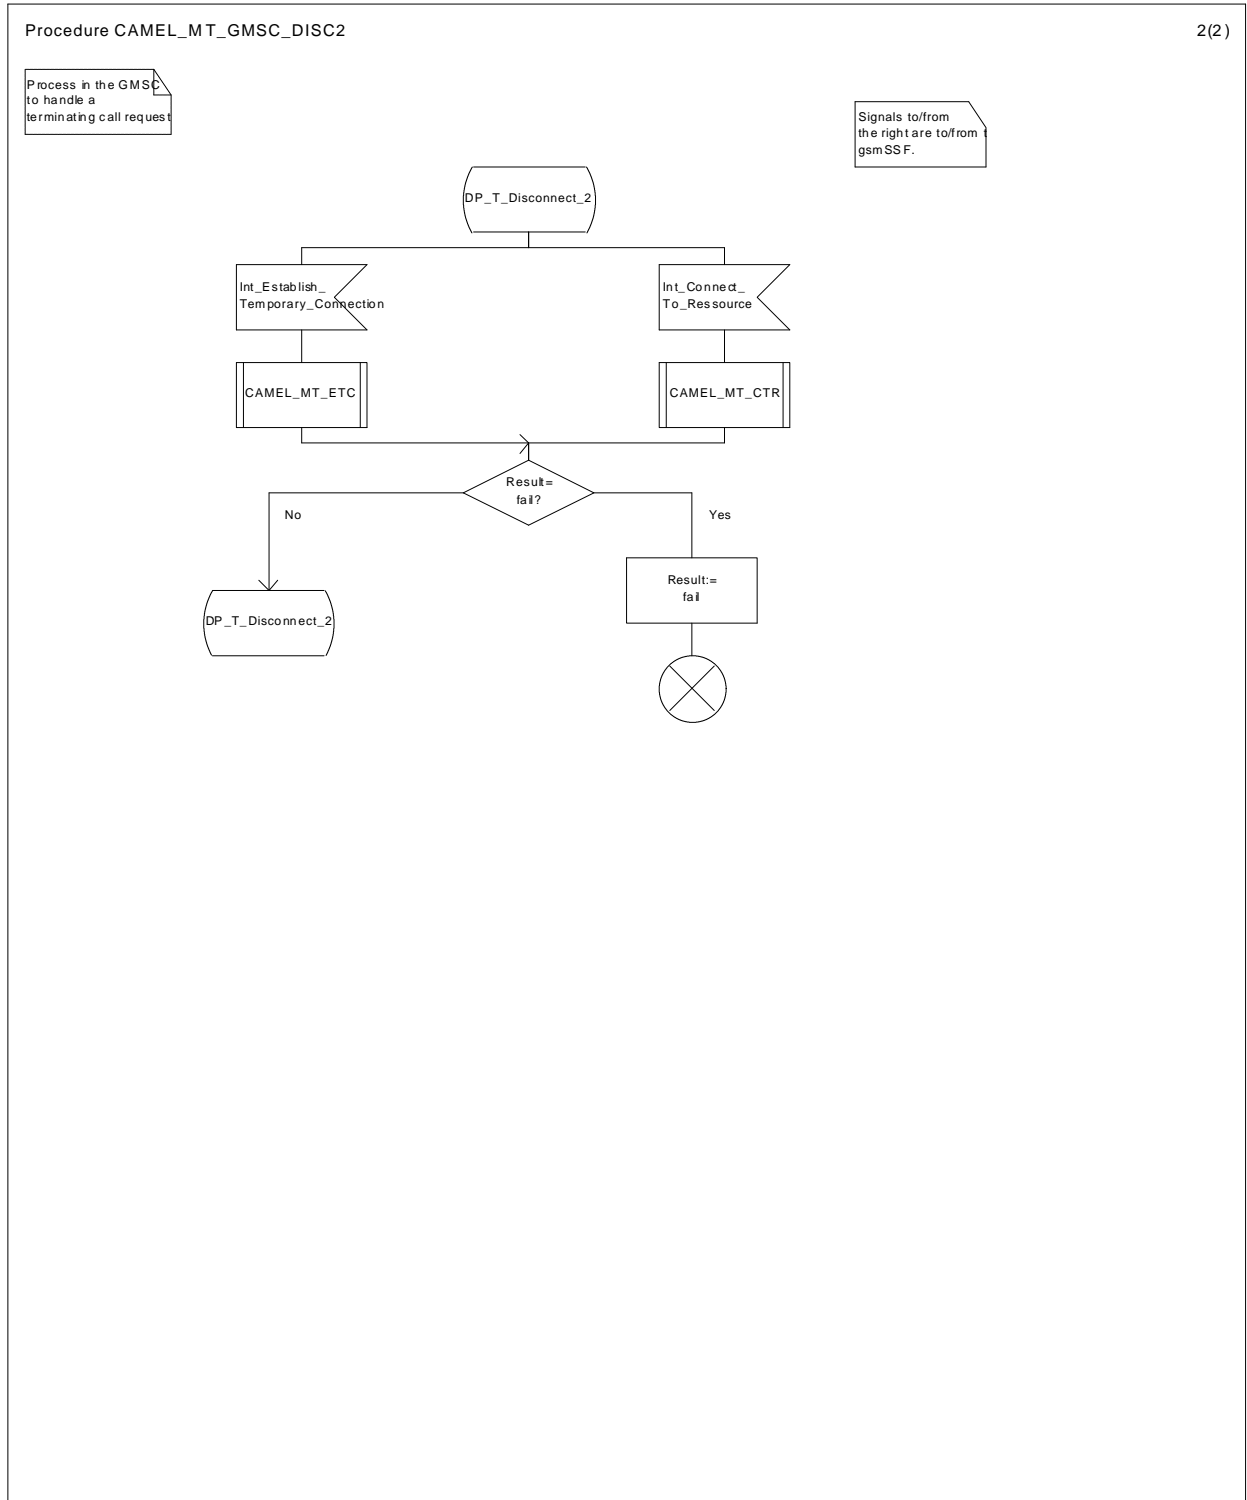 Procedure CAMEL_MT_GMSC_DISC2
2(2)
Process in the GMSC
to handle a
terminating call request
Signals to/from
the right are to/from t
gsmSSF.
DP_T_Disconnect_2
Int_Establish_
Temporary_Connection
Int_Connect_
To_Ressource
CAMEL_MT_ETC
CAMEL_MT_CTR
Result=
fail?
No
Yes
Result:=
fail
DP_T_Disconnect_2